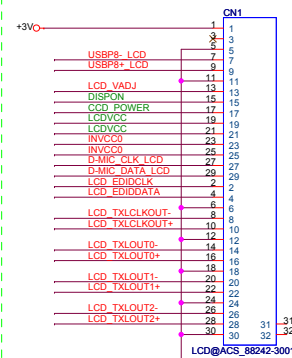 CN1
+3V
1 1
3 3
5 5
USBP8-_LCD 7 7
USBP8+_LCD 9 9
11 11
LCD_VADJ 13 13
DISPON 15 15
CCD_POWER 17 17
LCDVCC 19 19
LCDVCC 21 21
INVCC0 23 23
INVCC0 25 25
D-MIC_CLK_LCD 27 27
D-MIC_DATA_LCD 29 29
LCD_EDIDCLK 2 2
LCD_EDIDDATA 4 4
6 6
LCD_TXLCLKOUT- 8 8
LCD_TXLCLKOUT+ 10 10
12 12
LCD_TXLOUT0- 14 14
LCD_TXLOUT0+ 16 16
18 18
LCD_TXLOUT1- 20 20
LCD_TXLOUT1+ 22 22
24 24
LCD_TXLOUT2- 26 26
LCD_TXLOUT2+ 28 28 31 31
30 30 32 32
LCD@ACS_88242-3001